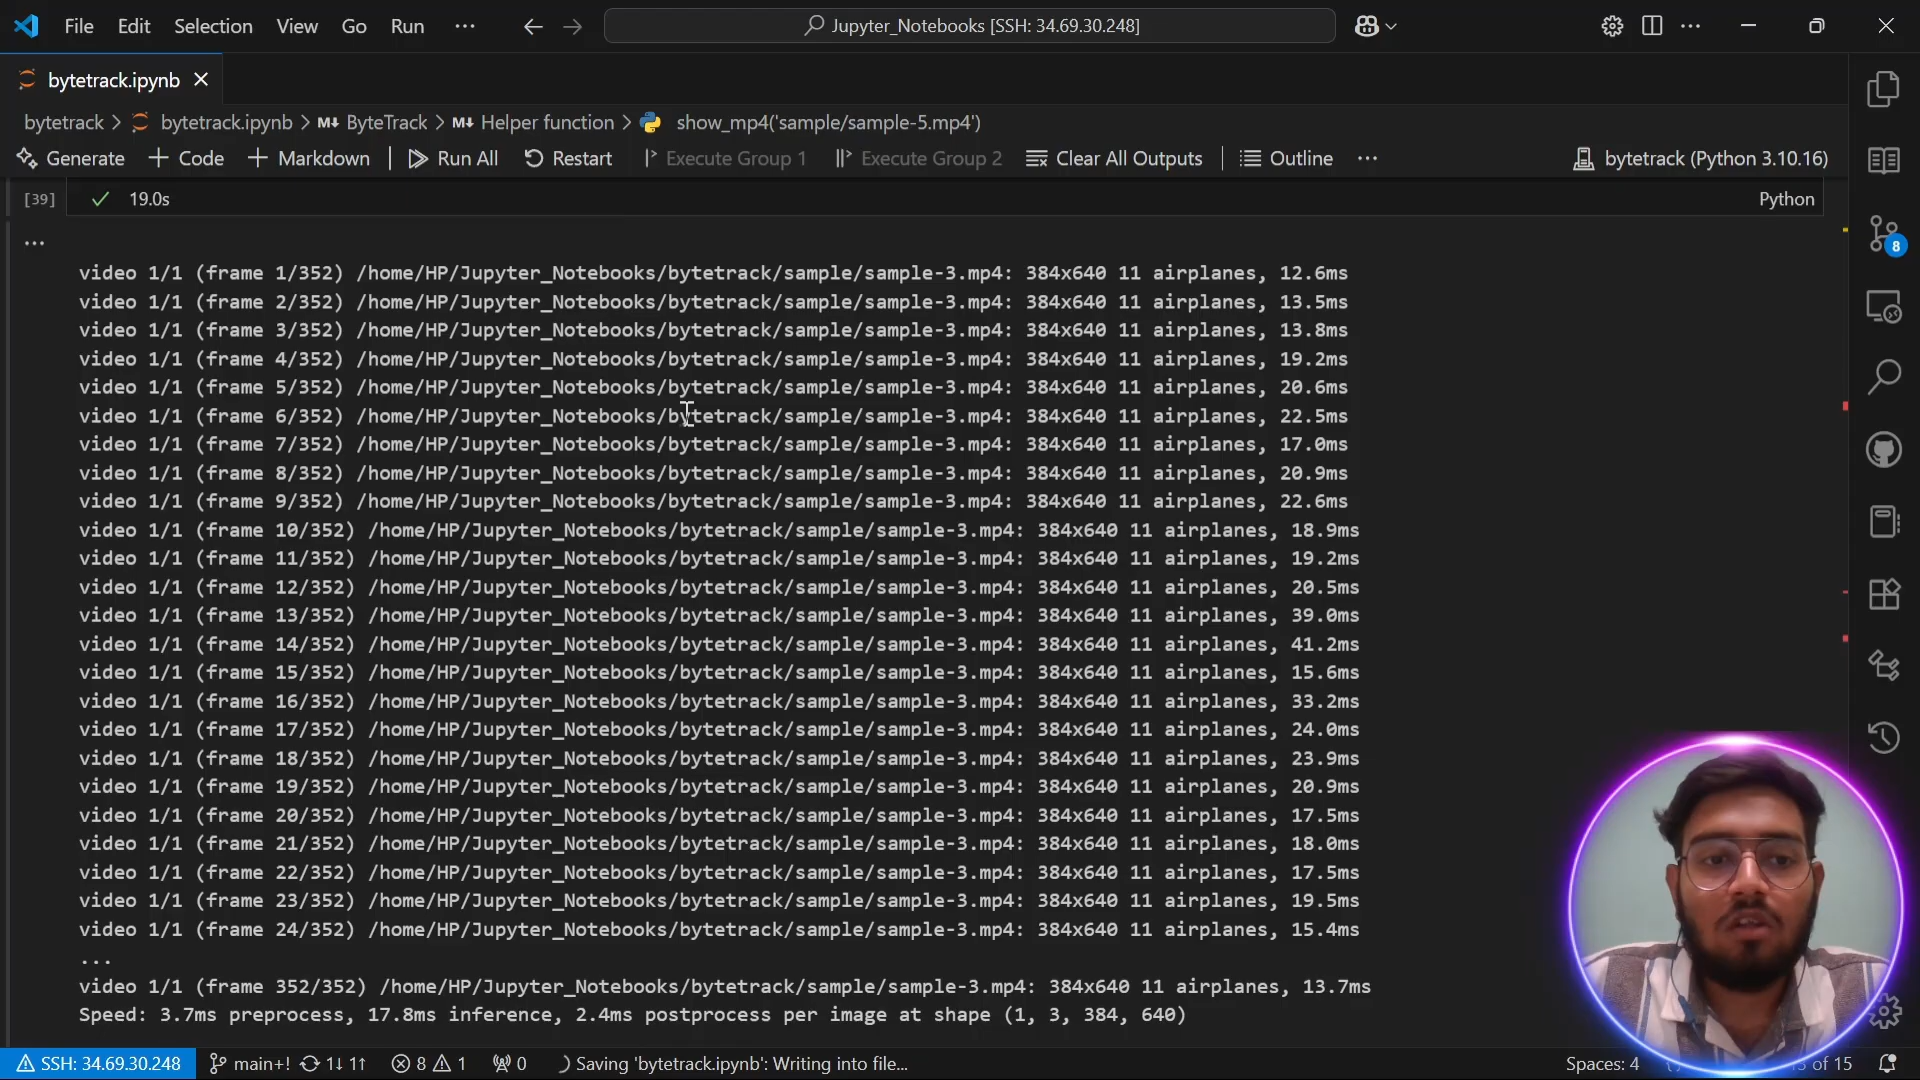 File Edit Selection View Go Run ··· Jupyter_Notebooks [SSH: 34.69.30.248]
bytetrack.ipynb
bytetrack > bytetrack.ipynb > M↓ ByteTrack > M↓ Helper function > show_mp4('sample/sample-5.mp4')
Generate + Code + Markdown Run All Restart Execute Group 1 Execute Group 2 Clear All Outputs Outline ··· bytetrack (Python 3.10.16)
[39] 19.0s Python
8
...
video 1/1 (frame 1/352) /home/HP/Jupyter_Notebooks/bytetrack/sample/sample-3.mp4: 384x640 11 airplanes, 12.6ms
video 1/1 (frame 2/352) /home/HP/Jupyter_Notebooks/bytetrack/sample/sample-3.mp4: 384x640 11 airplanes, 13.5ms
video 1/1 (frame 3/352) /home/HP/Jupyter_Notebooks/bytetrack/sample/sample-3.mp4: 384x640 11 airplanes, 13.8ms
video 1/1 (frame 4/352) /home/HP/Jupyter_Notebooks/bytetrack/sample/sample-3.mp4: 384x640 11 airplanes, 19.2ms
video 1/1 (frame 5/352) /home/HP/Jupyter_Notebooks/bytetrack/sample/sample-3.mp4: 384x640 11 airplanes, 20.6ms
video 1/1 (frame 6/352) /home/HP/Jupyter_Notebooks/bytetrack/sample/sample-3.mp4: 384x640 11 airplanes, 22.5ms
video 1/1 (frame 7/352) /home/HP/Jupyter_Notebooks/bytetrack/sample/sample-3.mp4: 384x640 11 airplanes, 17.0ms
video 1/1 (frame 8/352) /home/HP/Jupyter_Notebooks/bytetrack/sample/sample-3.mp4: 384x640 11 airplanes, 20.9ms
video 1/1 (frame 9/352) /home/HP/Jupyter_Notebooks/bytetrack/sample/sample-3.mp4: 384x640 11 airplanes, 22.6ms
video 1/1 (frame 10/352) /home/HP/Jupyter_Notebooks/bytetrack/sample/sample-3.mp4: 384x640 11 airplanes, 18.9ms
video 1/1 (frame 11/352) /home/HP/Jupyter_Notebooks/bytetrack/sample/sample-3.mp4: 384x640 11 airplanes, 19.2ms
video 1/1 (frame 12/352) /home/HP/Jupyter_Notebooks/bytetrack/sample/sample-3.mp4: 384x640 11 airplanes, 20.5ms
video 1/1 (frame 13/352) /home/HP/Jupyter_Notebooks/bytetrack/sample/sample-3.mp4: 384x640 11 airplanes, 39.0ms
video 1/1 (frame 14/352) /home/HP/Jupyter_Notebooks/bytetrack/sample/sample-3.mp4: 384x640 11 airplanes, 41.2ms
video 1/1 (frame 15/352) /home/HP/Jupyter_Notebooks/bytetrack/sample/sample-3.mp4: 384x640 11 airplanes, 15.6ms
video 1/1 (frame 16/352) /home/HP/Jupyter_Notebooks/bytetrack/sample/sample-3.mp4: 384x640 11 airplanes, 33.2ms
video 1/1 (frame 17/352) /home/HP/Jupyter_Notebooks/bytetrack/sample/sample-3.mp4: 384x640 11 airplanes, 24.0ms
video 1/1 (frame 18/352) /home/HP/Jupyter_Notebooks/bytetrack/sample/sample-3.mp4: 384x640 11 airplanes, 23.9ms
video 1/1 (frame 19/352) /home/HP/Jupyter_Notebooks/bytetrack/sample/sample-3.mp4: 384x640 11 airplanes, 20.9ms
video 1/1 (frame 20/352) /home/HP/Jupyter_Notebooks/bytetrack/sample/sample-3.mp4: 384x640 11 airplanes, 17.5ms
video 1/1 (frame 21/352) /home/HP/Jupyter_Notebooks/bytetrack/sample/sample-3.mp4: 384x640 11 airplanes, 18.0ms
video 1/1 (frame 22/352) /home/HP/Jupyter_Notebooks/bytetrack/sample/sample-3.mp4: 384x640 11 airplanes, 17.5ms
video 1/1 (frame 23/352) /home/HP/Jupyter_Notebooks/bytetrack/sample/sample-3.mp4: 384x640 11 airplanes, 19.5ms
video 1/1 (frame 24/352) /home/HP/Jupyter_Notebooks/bytetrack/sample/sample-3.mp4: 384x640 11 airplanes, 15.4ms
...
video 1/1 (frame 352/352) /home/HP/Jupyter_Notebooks/bytetrack/sample/sample-3.mp4: 384x640 11 airplanes, 13.7ms
Speed: 3.7ms preprocess, 17.8ms inference, 2.4ms postprocess per image at shape (1, 3, 384, 640)
SSH: 34.69.30.248 main+! 1↓ 1↑ 8 1 0 Saving 'bytetrack.ipynb': Writing into file... Spaces: 4 of 15